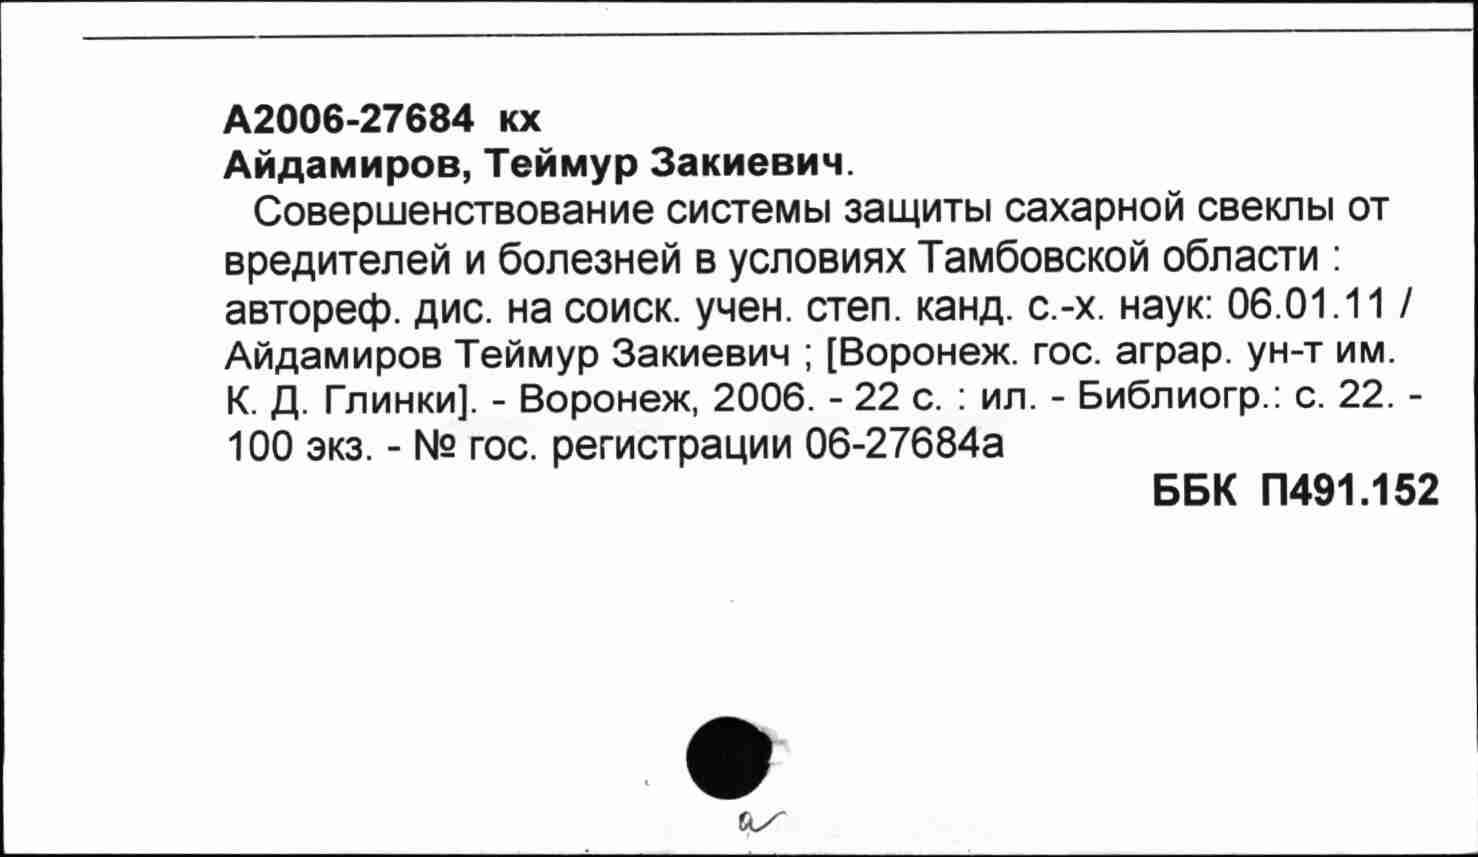 А2006-27684 кх
Айдамиров, Теймур Закиевич.
Совершенствование системы защиты сахарной свеклы от
вредителей и болезней в условиях Тамбовской области :
автореф. дис. на соиск. учен. степ. канд. с.-х. наук: 06.01.11 /
Айдамиров Теймур Закиевич ; [Воронеж. гос. аграр. ун-т им.
К. Д. Глинки]. - Воронеж, 2006. - 22 с. : ил. - Библиогр.: с. 22. -
100 экз. - № гос. регистрации 06-27684а
ББК П491.152
а